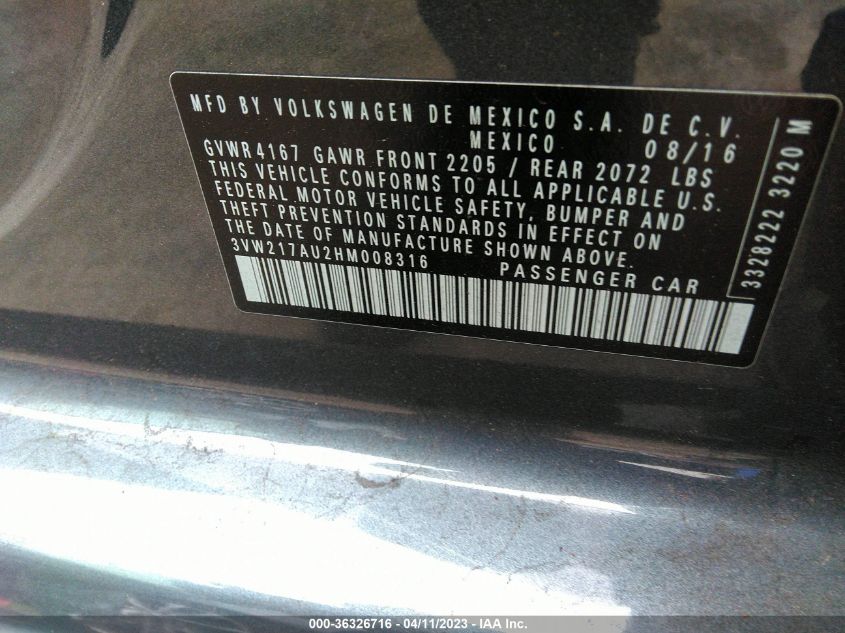 MFD BY VOLKSWAGEN DE MEXICO S.A. DE C.V.
MEXICO 08/16
GVWR 4167 GAWR FRONT 2205 / REAR 2072 LBS
THIS VEHICLE CONFORMS TO ALL APPLICABLE U.S.
FEDERAL MOTOR VEHICLE SAFETY, BUMPER AND
THEFT PREVENTION STANDARDS IN EFFECT ON
THE DATE OF MANUFACTURE SHOWN ABOVE.
3VW217AU2HM008316 PASSENGER CAR
3328222 3220 M
000-36326716 - 04/11/2023 - IAA Inc.